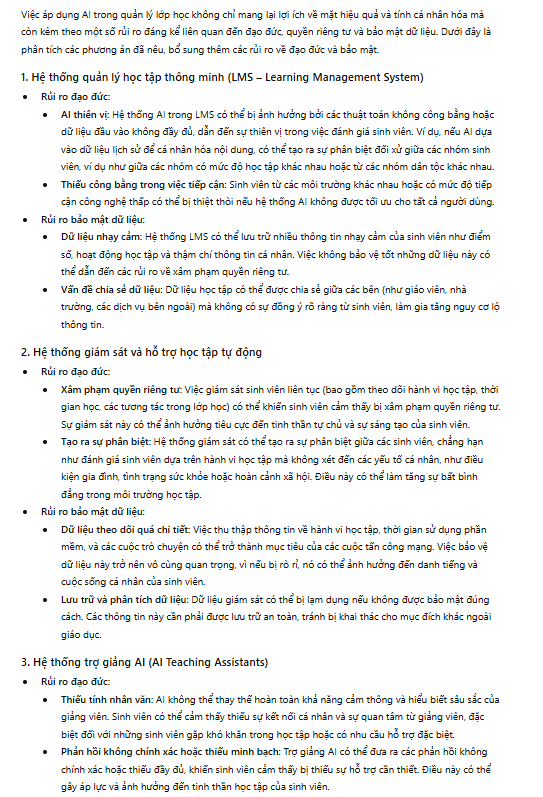 Việc áp dụng AI trong quản lý lớp học không chỉ mang lại lợi ích về mặt hiệu quả và tính cá nhân hóa mà
còn kèm theo một số rủi ro đáng kể liên quan đến đạo đức, quyền riêng tư và bảo mật dữ liệu. Dưới đây là
phân tích các phương án đã nêu, bổ sung thêm các rủi ro về đạo đức và bảo mật.
1. Hệ thống quản lý học tập thông minh (LMS – Learning Management System)
• Rủi ro đạo đức:
• AI thiên vị: Hệ thống AI trong LMS có thể bị ảnh hưởng bởi các thuật toán không công bằng hoặc
dữ liệu đầu vào không đầy đủ, dẫn đến sự thiên vị trong việc đánh giá sinh viên. Ví dụ, nếu AI dựa
vào dữ liệu lịch sử để cá nhân hóa nội dung, có thể tạo ra sự phân biệt đối xử giữa các nhóm sinh
viên, ví dụ như giữa các nhóm có mức độ học tập khác nhau hoặc từ các nhóm dân tộc khác nhau.
• Thiếu công bằng trong việc tiếp cận: Sinh viên từ các môi trường khác nhau hoặc có mức độ tiếp
cận công nghệ thấp có thể bị thiệt thòi nếu hệ thống AI không được tối ưu cho tất cả người dùng.
• Rủi ro bảo mật dữ liệu:
• Dữ liệu nhạy cảm: Hệ thống LMS có thể lưu trữ nhiều thông tin nhạy cảm của sinh viên như điểm
số, hoạt động học tập và thậm chí thông tin cá nhân. Việc không bảo vệ tốt những dữ liệu này có
thể dẫn đến các rủi ro về xâm phạm quyền riêng tư.
• Vấn đề chia sẻ dữ liệu: Dữ liệu học tập có thể được chia sẻ giữa các bên (như giáo viên, nhà
trường, các dịch vụ bên ngoài) mà không có sự đồng ý rõ ràng từ sinh viên, làm gia tăng nguy cơ lộ
thông tin.
2. Hệ thống giám sát và hỗ trợ học tập tự động
• Rủi ro đạo đức:
• Xâm phạm quyền riêng tư: Việc giám sát sinh viên liên tục (bao gồm theo dõi hành vi học tập, thời
gian học, các tương tác trong lớp học) có thể khiến sinh viên cảm thấy bị xâm phạm quyền riêng tư.
Sự giám sát này có thể ảnh hưởng tiêu cực đến tinh thần tự chủ và sự sáng tạo của sinh viên.
• Tạo ra sự phân biệt: Hệ thống giám sát có thể tạo ra sự phân biệt giữa các sinh viên, chẳng hạn
như đánh giá sinh viên dựa trên hành vi học tập mà không xét đến các yếu tố cá nhân, như điều
kiện gia đình, tình trạng sức khỏe hoặc hoàn cảnh xã hội. Điều này có thể làm tăng sự bất bình
đẳng trong môi trường học tập.
• Rủi ro bảo mật dữ liệu:
• Dữ liệu theo dõi quá chi tiết: Việc thu thập thông tin về hành vi học tập, thời gian sử dụng phần
mềm, và các cuộc trò chuyện có thể trở thành mục tiêu của các cuộc tấn công mạng. Việc bảo vệ
dữ liệu này trở nên vô cùng quan trọng, vì nếu bị rò rỉ, nó có thể ảnh hưởng đến danh tiếng và
cuộc sống cá nhân của sinh viên.
• Lưu trữ và phân tích dữ liệu: Dữ liệu giám sát có thể bị lạm dụng nếu không được bảo mật đúng
cách. Các thông tin này cần phải được lưu trữ an toàn, tránh bị khai thác cho mục đích khác ngoài
giáo dục.
3. Hệ thống trợ giảng AI (AI Teaching Assistants)
• Rủi ro đạo đức:
• Thiếu tính nhân văn: AI không thể thay thế hoàn toàn khả năng cảm thông và hiểu biết sâu sắc của
giảng viên. Sinh viên có thể cảm thấy thiếu sự kết nối cá nhân và sự quan tâm từ giảng viên, đặc
biệt đối với những sinh viên gặp khó khăn trong học tập hoặc có nhu cầu hỗ trợ đặc biệt.
• Phản hồi không chính xác hoặc thiếu minh bạch: Trợ giảng AI có thể đưa ra các phản hồi không
chính xác hoặc thiếu đầy đủ, khiến sinh viên cảm thấy bị thiếu sự hỗ trợ cần thiết. Điều này có thể
gây áp lực và ảnh hưởng đến tinh thần học tập của sinh viên.